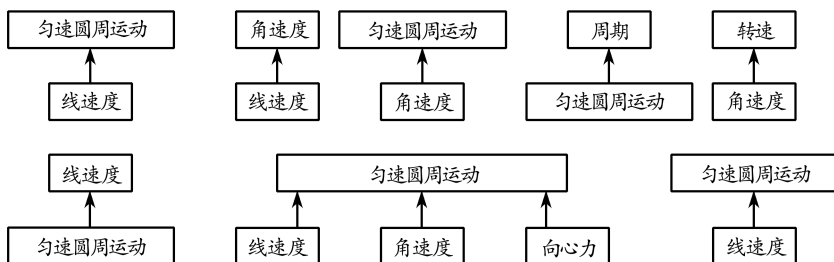 匀速圆周运动 角速度 匀速圆周运动 周期 转速
线速度 线速度 角速度 匀速圆周运动 角速度
线速度 匀速圆周运动 匀速圆周运动
匀速圆周运动 线速度 角速度 向心力 线速度